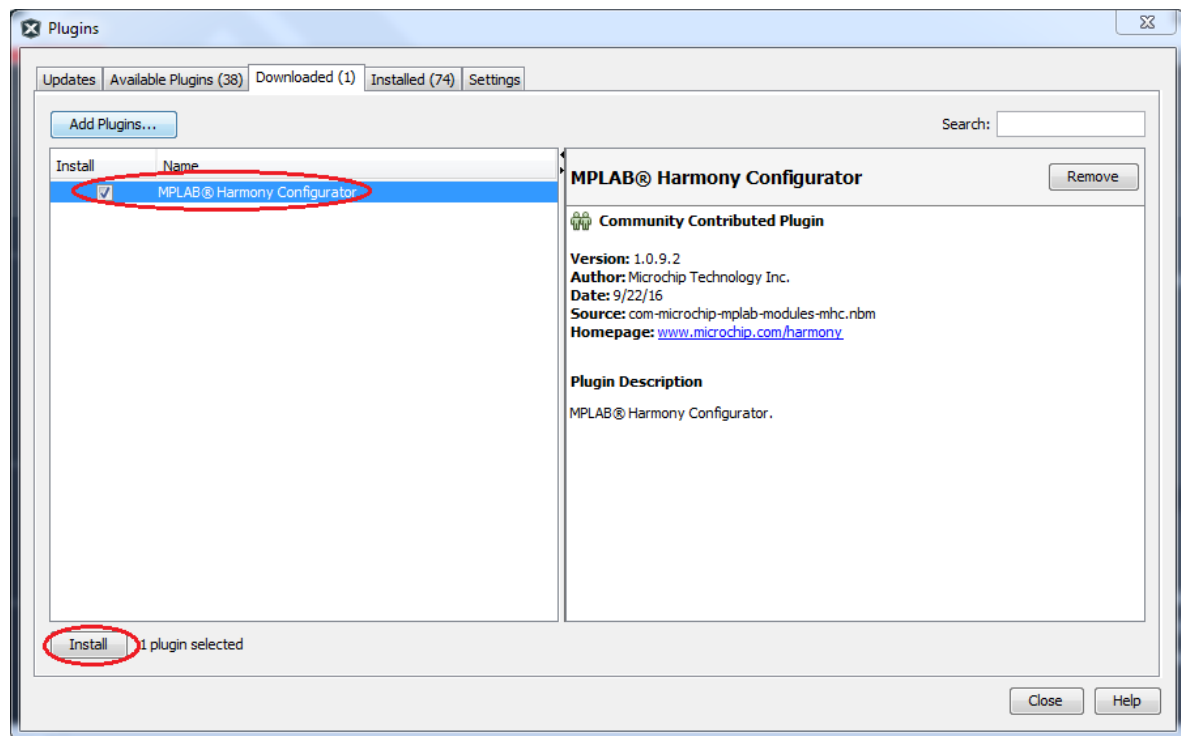 Plugins
Updates Available Plugins (38) Downloaded (1) Installed (74) Settings
Add Plugins...
Search:
Install Name
MPLAB® Harmony Configurator
MPLAB® Harmony Configurator
Remove
Community Contributed Plugin
Version: 1.0.9.2
Author: Microchip Technology Inc.
Date: 9/22/16
Source: com-microchip-mplab-modules-mhc.nbm
Homepage: www.microchip.com/harmony
Plugin Description
MPLAB® Harmony Configurator.
Install 1 plugin selected
Close Help